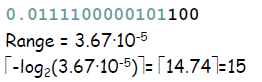 0.0111100000101100
Range = 3.67·10⁻⁵
⌈-log₂(3.67·10⁻⁵)⌉=⌈14.74⌉=15